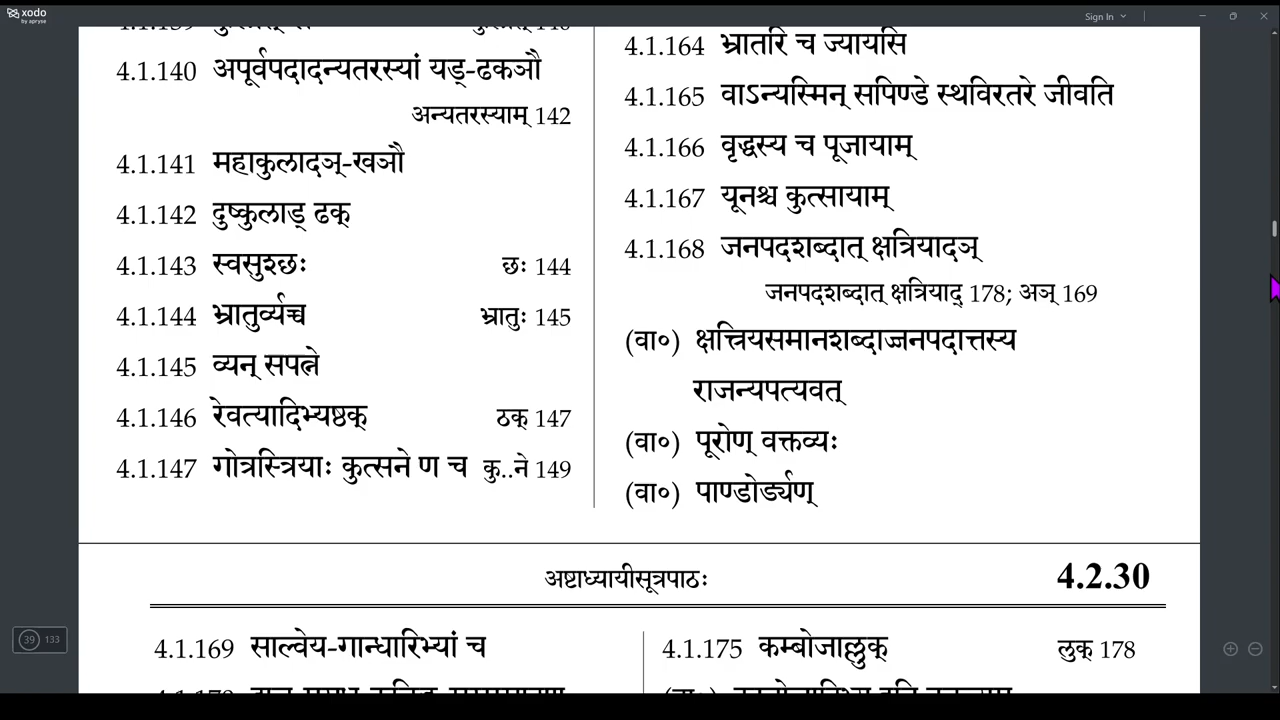 xodo
by apryse
Sign In
4.1.140 अपूर्वपदादन्यतरस्यां यड्-ढकञौ
अन्यतरस्याम् 142
4.1.141 महाकुलादञ्-खञौ
4.1.142 दुष्कुलाड् ढक्
4.1.143 स्वसुश्छः छः 144
4.1.144 भ्रातुर्व्यच्च भ्रातुः 145
4.1.145 व्यन् सपत्ने
4.1.146 रेवत्यादिभ्यष्ठक् ठक् 147
4.1.147 गोत्रस्त्रियाः कुत्सने ण च कु..ने 149
4.1.164 भ्रातरि च ज्यायसि
4.1.165 वाऽन्यस्मिन् सपिण्डे स्थविरतरे जीवति
4.1.166 वृद्धस्य च पूजायाम्
4.1.167 यूनश्च कुत्सायाम्
4.1.168 जनपदशब्दात् क्षत्रियादञ्
जनपदशब्दात् क्षत्रियाद् 178; अञ् 169
(वा०) क्षत्त्रियसमानशब्दाज्जनपदात्तस्य
राजन्यपत्यवत्
(वा०) पूरोण् वक्तव्यः
(वा०) पाण्डोर्ड्यण्
अष्टाध्यायीसूत्रपाठः 4.2.30
39 133
4.1.169 साल्वेय-गान्धारिभ्यां च
4.1.175 कम्बोजाल्लुक् लुक् 178